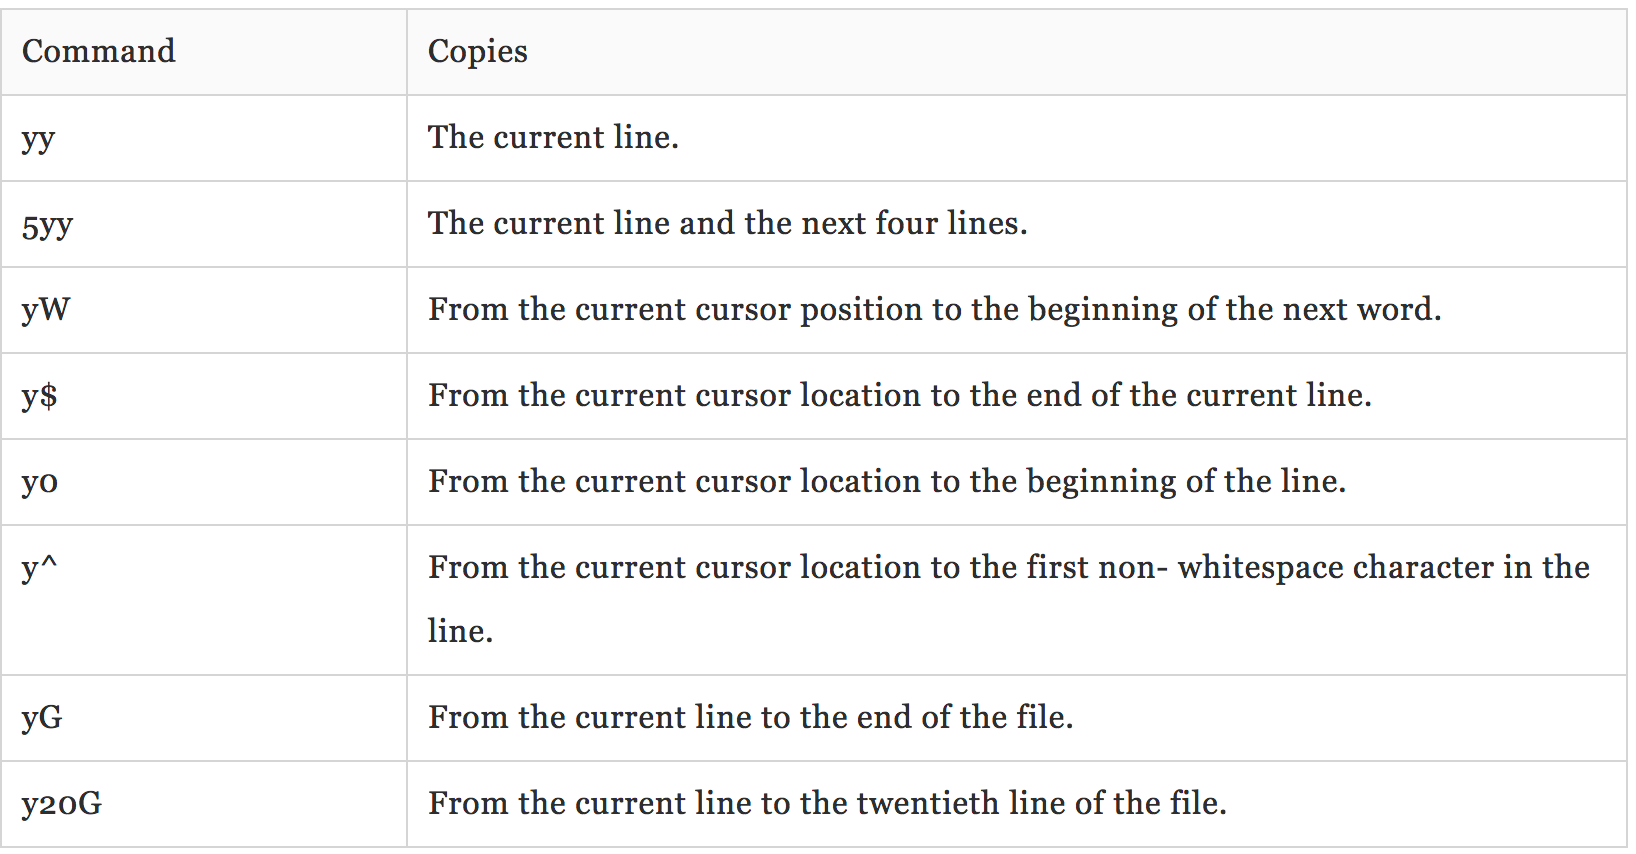 Command Copies
yy The current line.
5yy The current line and the next four lines.
yW From the current cursor position to the beginning of the next word.
y$ From the current cursor location to the end of the current line.
y0 From the current cursor location to the beginning of the line.
y^ From the current cursor location to the first non- whitespace character in the
line.
yG From the current line to the end of the file.
y20G From the current line to the twentieth line of the file.